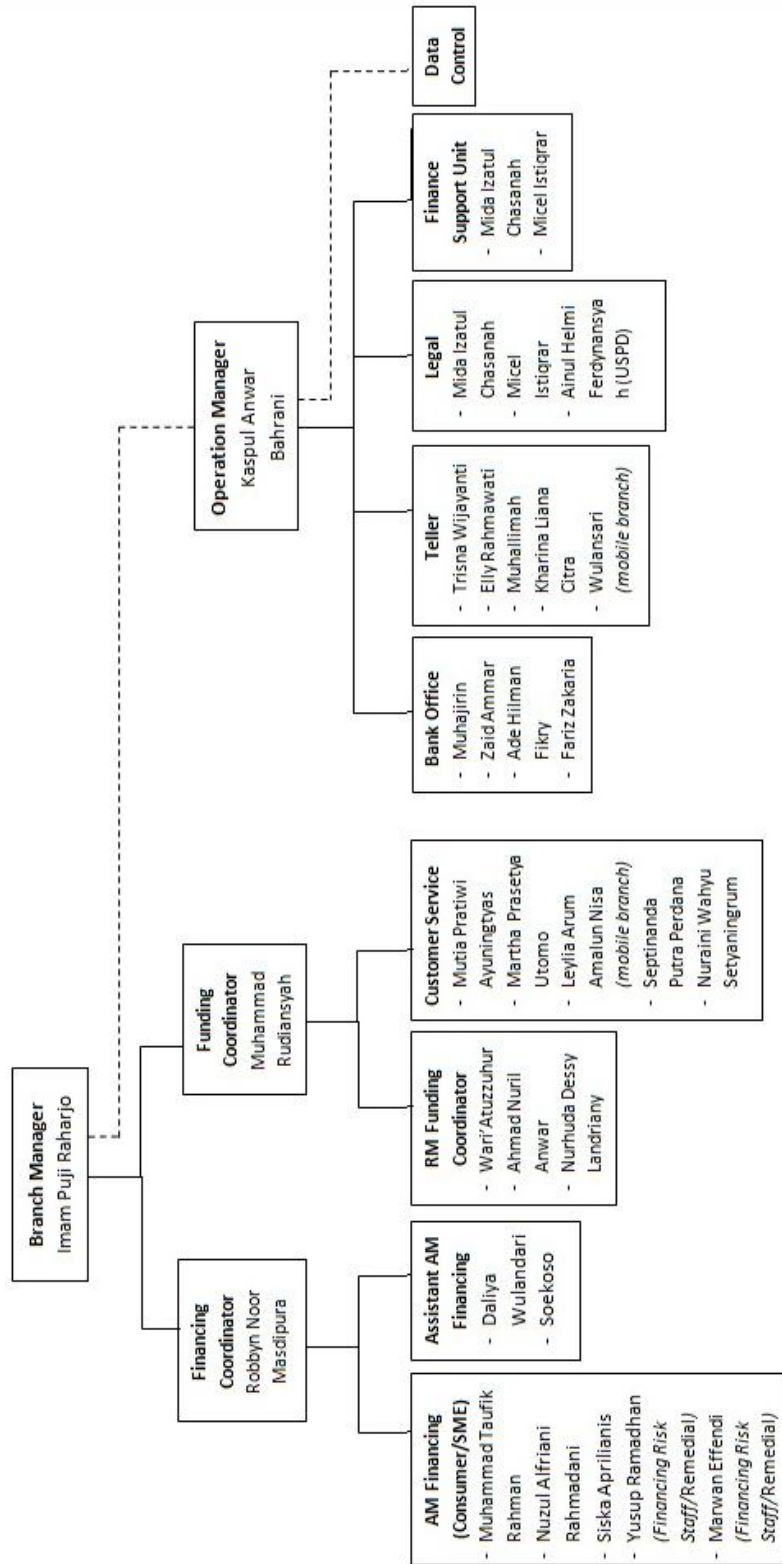 Branch Manager
Imam Puji Raharjo
Financing
Coordinator
Robbyn Noor
Masdipura
Funding
Coordinator
Muhammad
Rudiansyah
Operation Manager
Kaspul Anwar
Bahrani
AM Financing
(Consumer/SME)
- Muhammad Taufik
Rahman
- Nuzul Alfriani
Rahmadani
- Siska Aprilianis
- Yusup Ramadhan
(Financing Risk
Staff/Remedial)
- Marwan Effendi
(Financing Risk
Staff/Remedial)
Assistant AM
Financing
- Daliya
Wulandari
- Soekoso
RM Funding
Coordinator
- Wari'Atuzzuhur
- Ahmad Nuril
Anwar
- Nurhuda Dessy
Landriany
Customer Service
- Mutia Pratiwi
Ayuningtyas
- Martha Prasetya
Utomo
- Leylia Arum
Amalun Nisa
(mobile branch)
- Septinanda
Putra Perdana
- Nuraini Wahyu
Setyaningrum
Bank Office
- Muhajirin
- Zaid Ammar
- Ade Hilman
Fikry
- Fariz Zakaria
Teller
- Trisna Wijayanti
- Elly Rahmawati
- Muhallimah
- Kharina Liana
Citra
- Wulansari
(mobile branch)
Legal
- Mida Izatul
Chasanah
- Micel
Istiqrar
- Ainul Helmi
Ferdynansya
h (USPD)
Finance
Support Unit
- Mida Izatul
Chasanah
- Micel Istiqrar
Data
Control